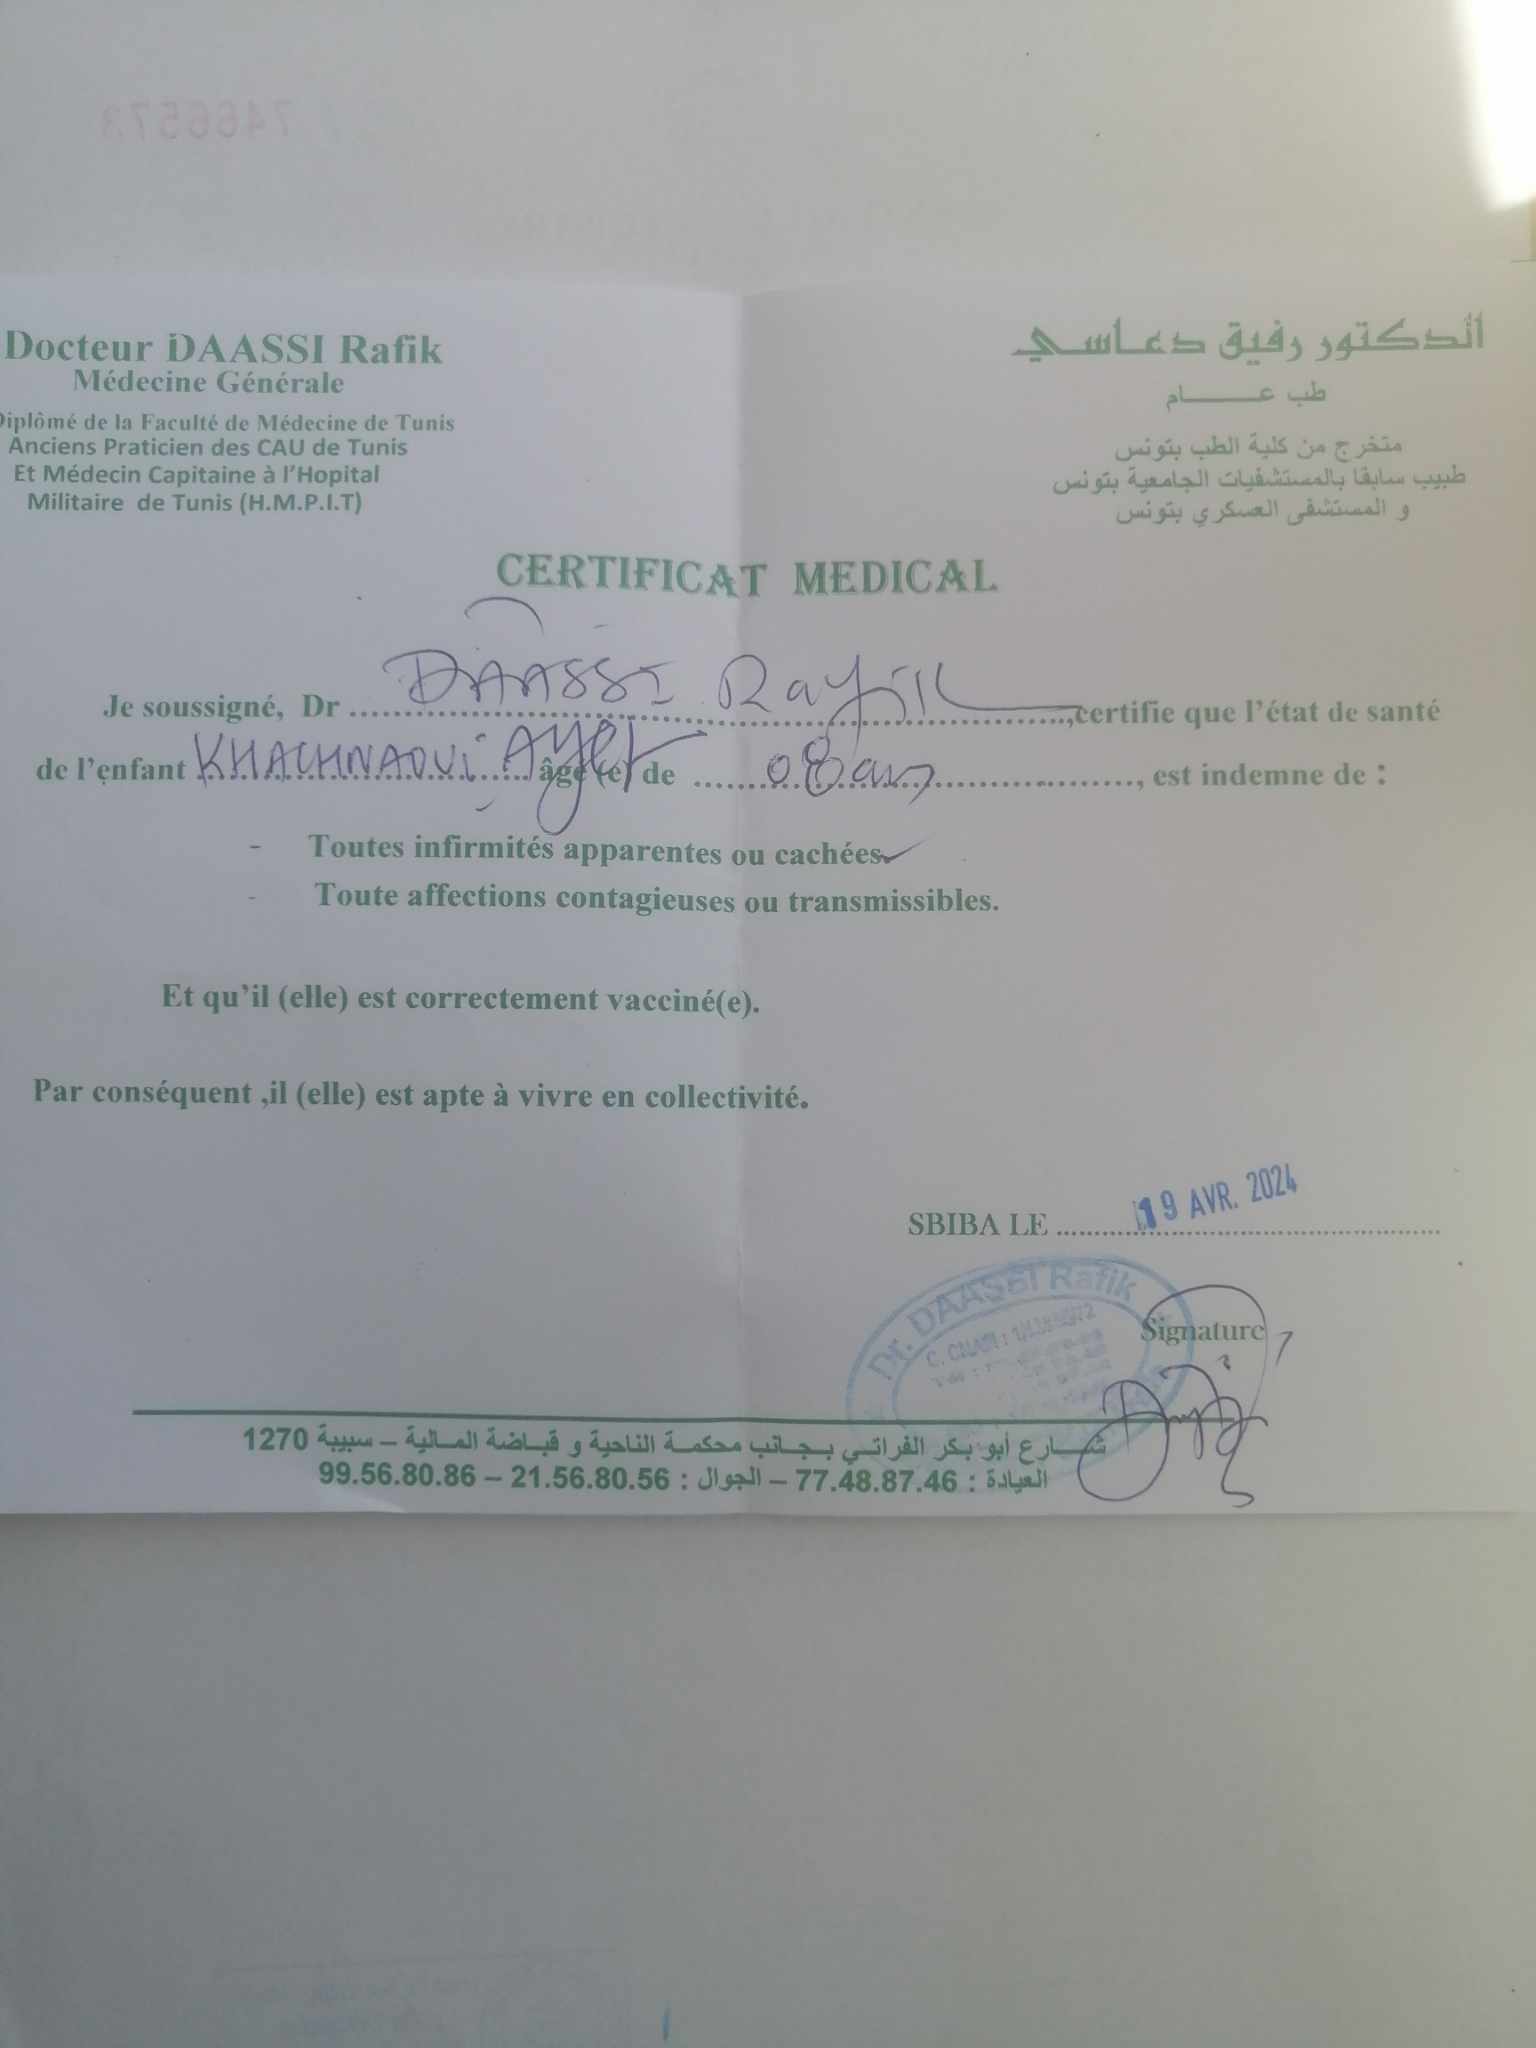 7466573
Docteur DAASSI Rafik
Médecine Générale
Diplômé de la Faculté de Médecine de Tunis
Anciens Praticien des CAU de Tunis
Et Médecin Capitaine à l'Hopital
Militaire de Tunis (H.M.P.I.T)
الدكتور رفيق دعاسي
طب عام
متخرج من كلية الطب بتونس
طبيب سابقا بالمستشفيات الجامعية بتونس
و المستشفى العسكري بتونس
CERTIFICAT MEDICAL
Je soussigné, Dr DAASSI Rafik ,certifie que l'état de santé
de l'enfant KHACHNAOUI Ayet âgé (e) de 08 ans, est indemne de :
- Toutes infirmités apparentes ou cachées
- Toute affections contagieuses ou transmissibles.
Et qu'il (elle) est correctement vacciné(e).
Par conséquent ,il (elle) est apte à vivre en collectivité.
SBIBA LE 19 AVR. 2024
Dr. DAASSI Rafik
C. CNAM :
Signature
شارع أبو بكر الفراتي بجانب محكمة الناحية و قباضة المالية – سبيبة 1270
العيادة : 77.48.87.46 – الجوال : 21.56.80.56 – 99.56.80.86